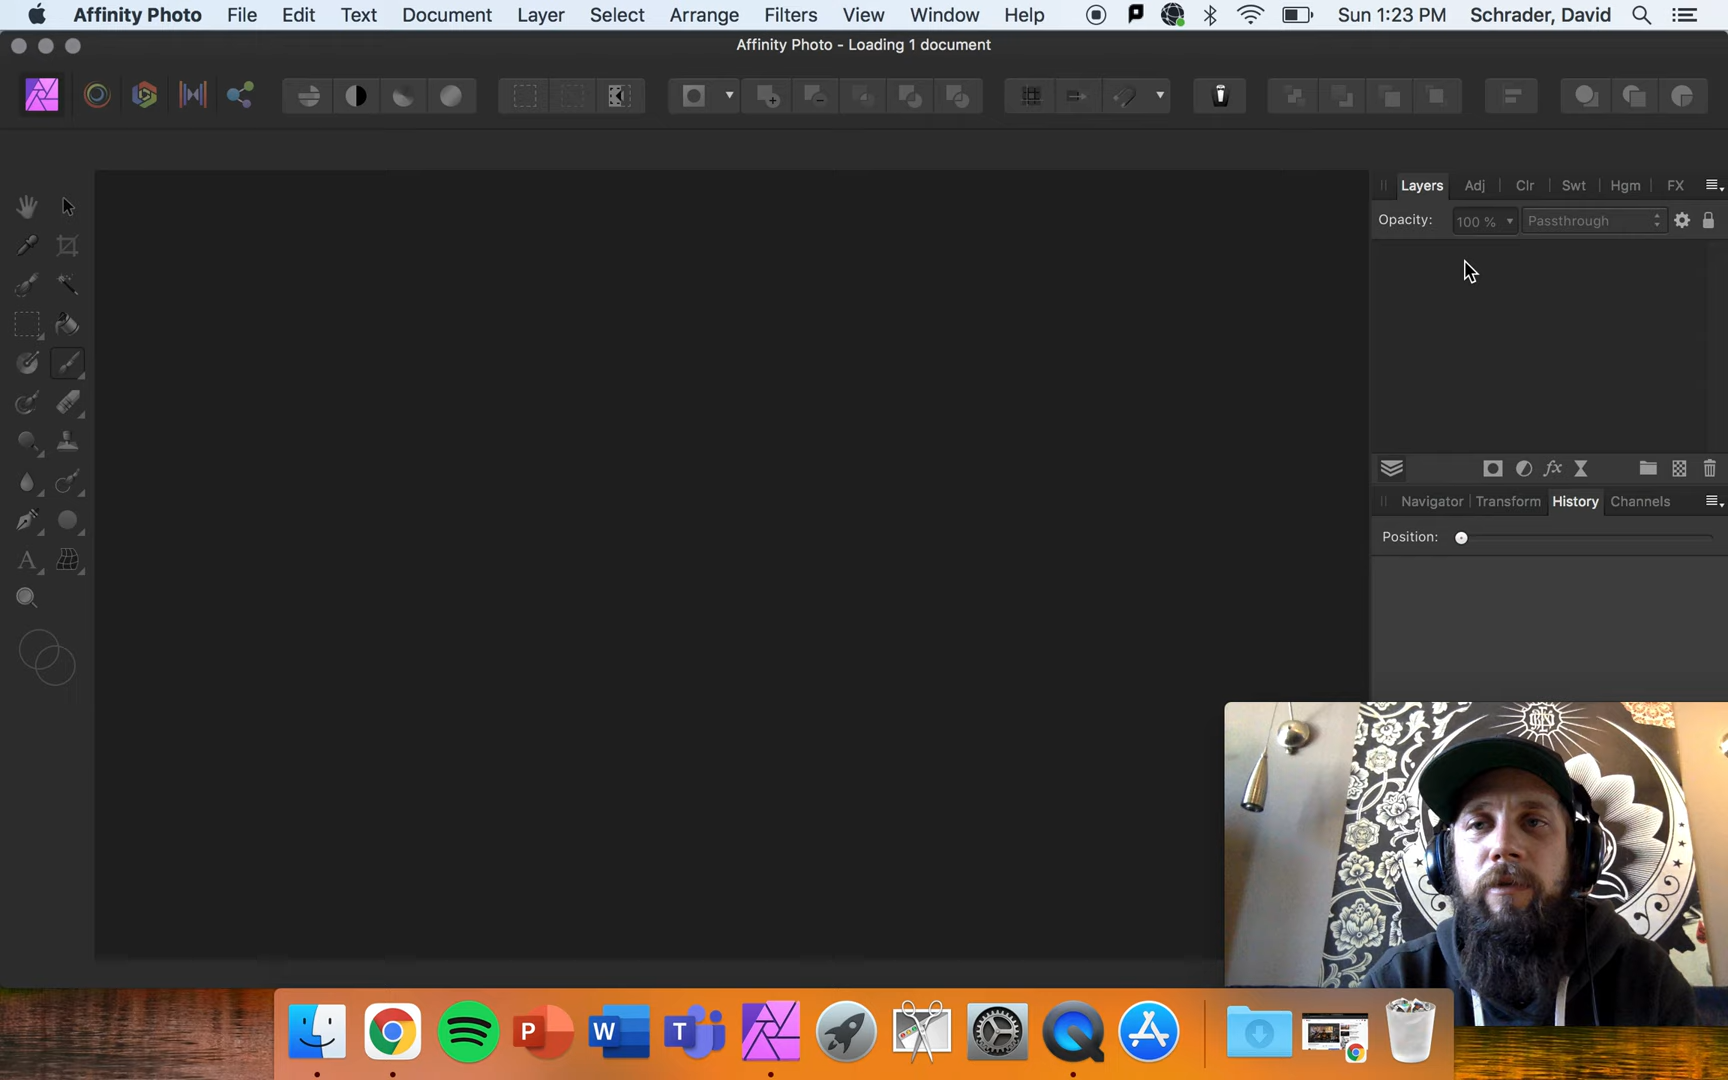 Affinity Photo File Edit Text Document Layer Select Arrange Filters View Window Help Sun 1:23 PM Schrader, David
Affinity Photo - Loading 1 document
Layers Adj Clr Swt Hgm FX
Opacity: 100 % Passthrough
fx
Navigator Transform History Channels
Position:
A
P W T